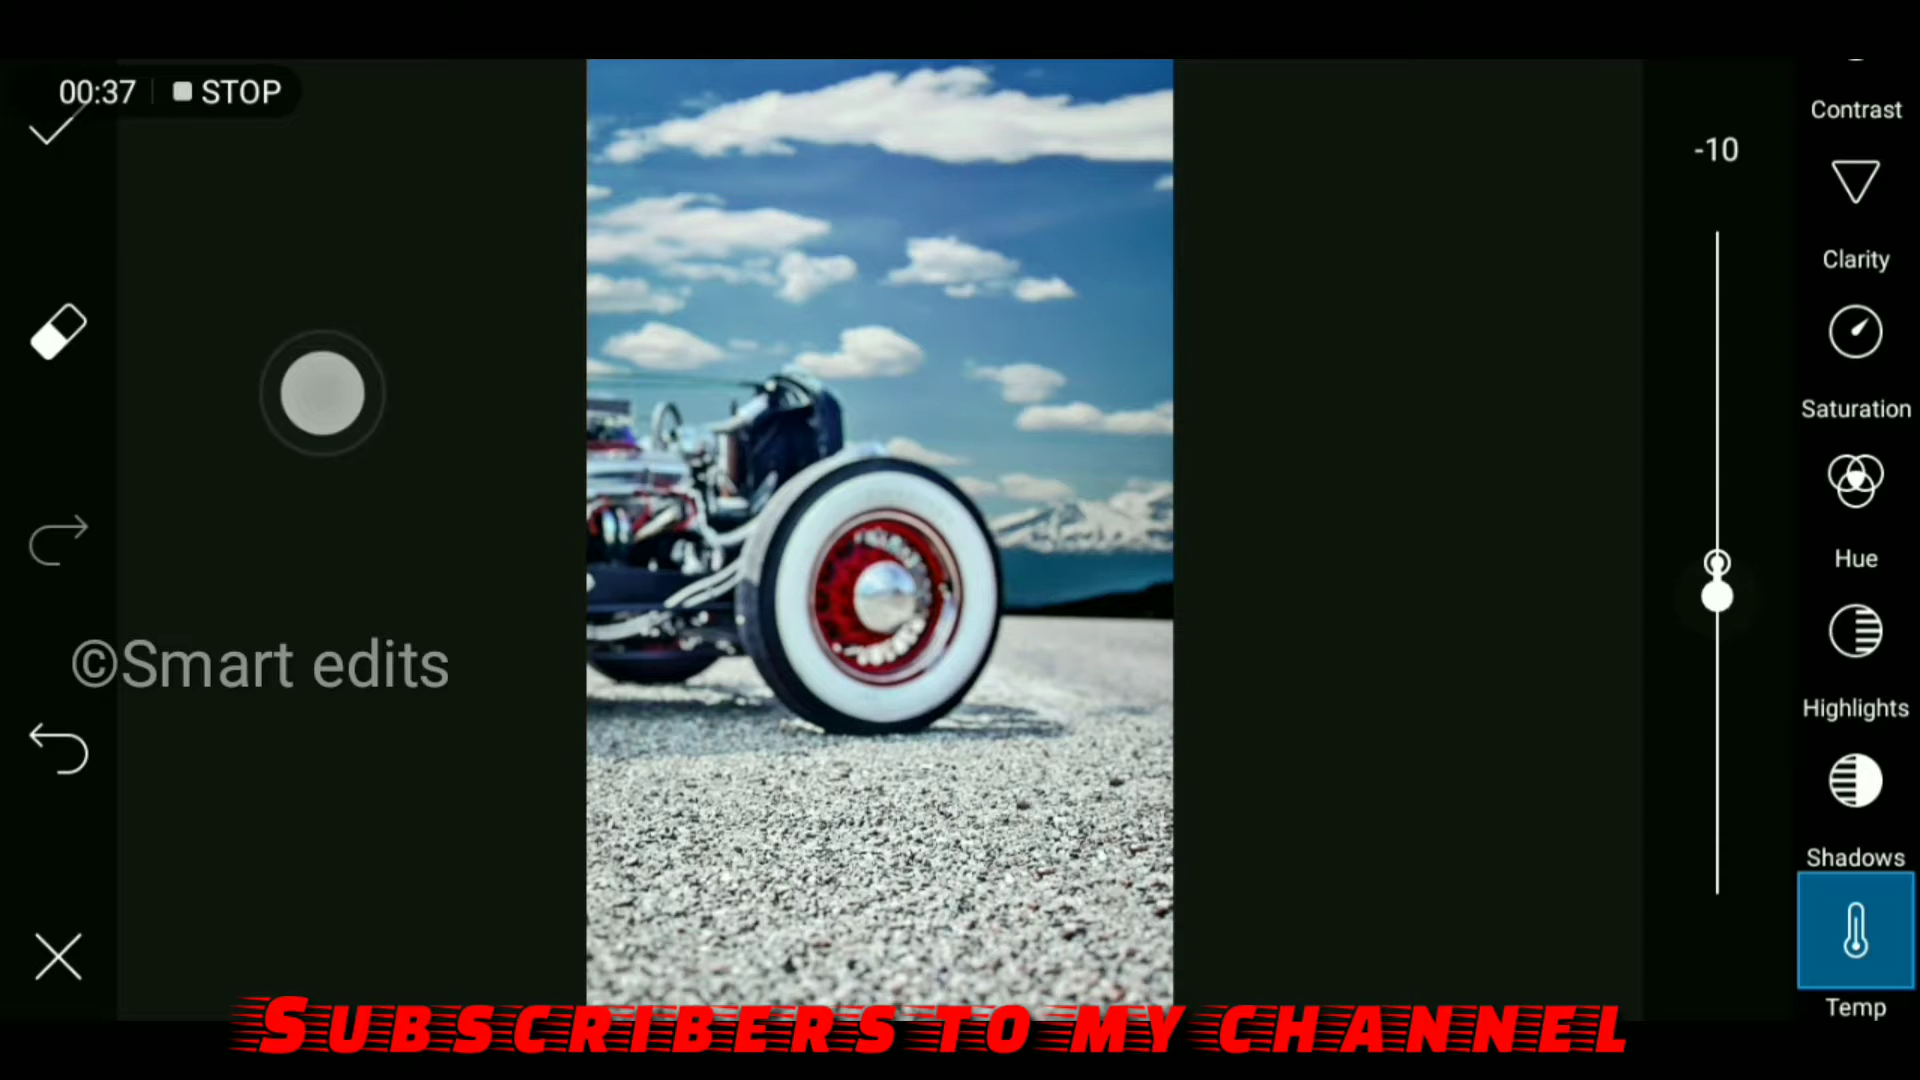 00:37 STOP
Contrast
-10
Clarity
Saturation
Hue
©Smart edits
Highlights
Shadows
Temp
SUBSCRIBERS TO MY CHANNEL